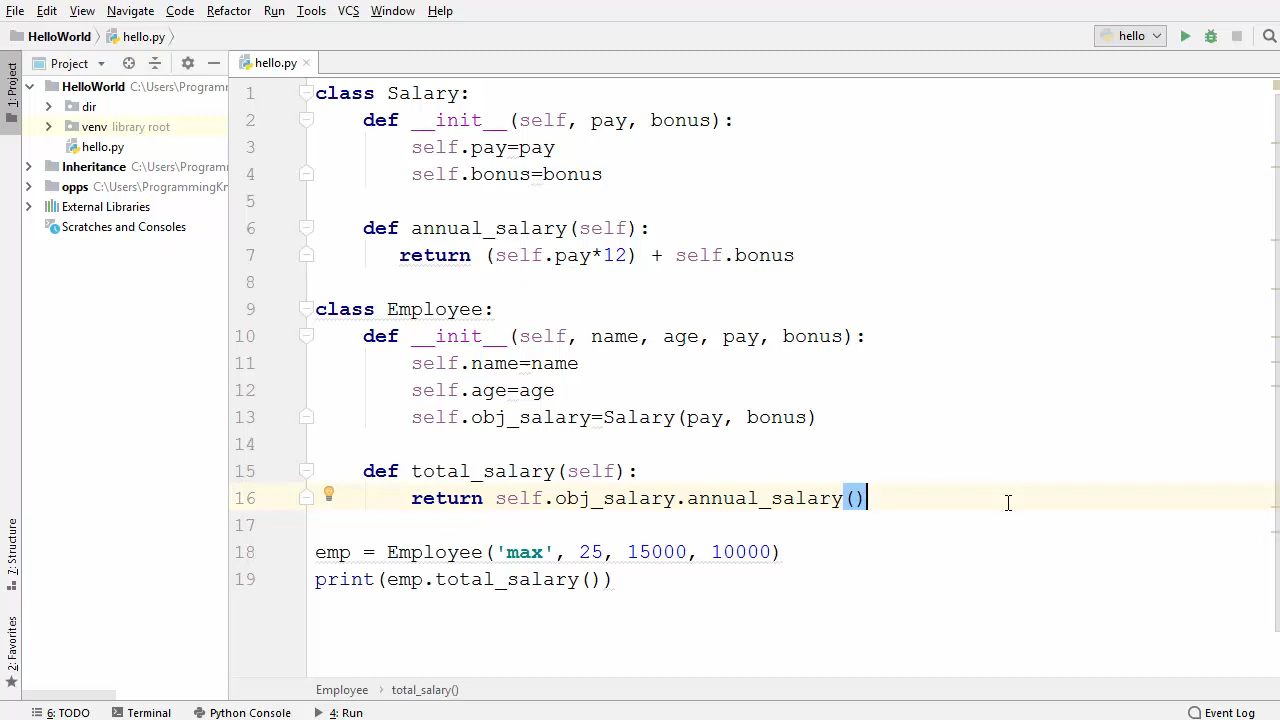 File Edit View Navigate Code Refactor Run Tools VCS Window Help
HelloWorld hello.py hello
1: Project
Project hello.py
HelloWorld C:\Users\Programm
dir
venv library root
hello.py
Inheritance C:\Users\Programm
opps C:\Users\ProgrammingKn
External Libraries
Scratches and Consoles
1 class Salary:
2 def __init__(self, pay, bonus):
3 self.pay=pay
4 self.bonus=bonus
5
6 def annual_salary(self):
7 return (self.pay*12) + self.bonus
8
9 class Employee:
10 def __init__(self, name, age, pay, bonus):
11 self.name=name
12 self.age=age
13 self.obj_salary=Salary(pay, bonus)
14
15 def total_salary(self):
16 return self.obj_salary.annual_salary()
17
18 emp = Employee('max', 25, 15000, 10000)
19 print(emp.total_salary())
7: Structure
2: Favorites
Employee total_salary()
6: TODO Terminal Python Console 4: Run Event Log